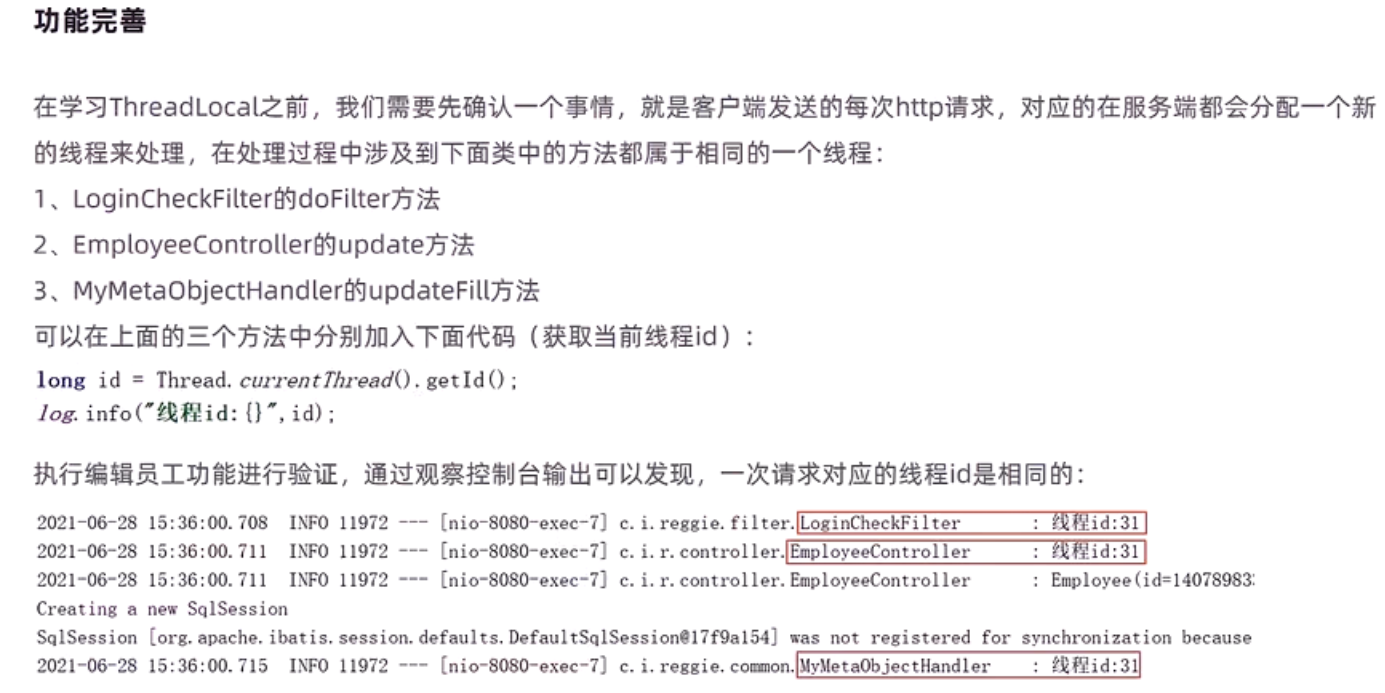 功能完善
在学习ThreadLocal之前，我们需要先确认一个事情，就是客户端发送的每次http请求，对应的在服务端都会分配一个新
的线程来处理，在处理过程中涉及到下面类中的方法都属于相同的一个线程：
1、LoginCheckFilter的doFilter方法
2、EmployeeController的update方法
3、MyMetaObjectHandler的updateFill方法
可以在上面的三个方法中分别加入下面代码（获取当前线程id）：
long id = Thread.currentThread().getId();
log.info("线程id:{}",id);
执行编辑员工功能进行验证，通过观察控制台输出可以发现，一次请求对应的线程id是相同的：
2021-06-28 15:36:00.708  INFO 11972 --- [nio-8080-exec-7] c.i.reggie.filter.LoginCheckFilter       : 线程id:31
2021-06-28 15:36:00.711  INFO 11972 --- [nio-8080-exec-7] c.i.r.controller.EmployeeController      : 线程id:31
2021-06-28 15:36:00.711  INFO 11972 --- [nio-8080-exec-7] c.i.r.controller.EmployeeController      : Employee(id=14078983
Creating a new SqlSession
SqlSession [org.apache.ibatis.session.defaults.DefaultSqlSession@17f9a154] was not registered for synchronization because
2021-06-28 15:36:00.715  INFO 11972 --- [nio-8080-exec-7] c.i.reggie.common.MyMetaObjectHandler    : 线程id:31